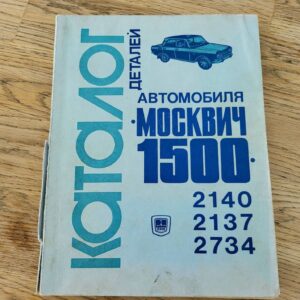 КАТАЛОГ
ДЕТАЛЕЙ
АВТОМОБИЛЯ
·МОСКВИЧ
1500·
2140
2137
2734